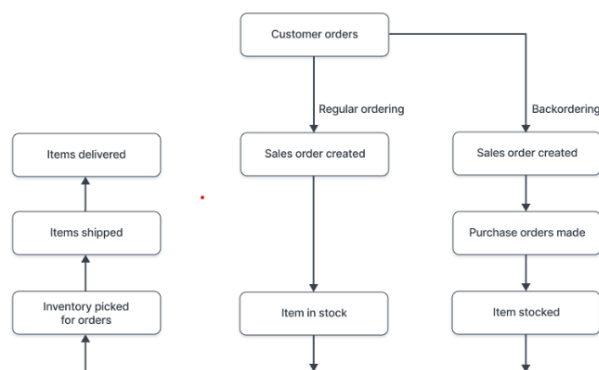 Customer orders
Regular ordering
Backordering
Items delivered
Sales order created
Sales order created
Items shipped
Purchase orders made
Inventory picked
for orders
Item in stock
Item stocked